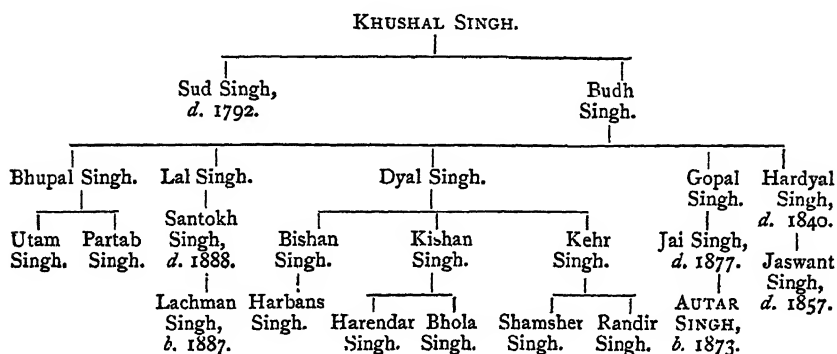 KHUSHAL SINGH.
Sud Singh,
d. 1792.
Budh
Singh.
Bhupal Singh.
Lal Singh.
Dyal Singh.
Gopal
Singh.
Hardyal
Singh,
d. 1840.
Utam
Singh.
Partab
Singh.
Santokh
Singh,
d. 1888.
Bishan
Singh.
Kishan
Singh.
Kehr
Singh.
Jai Singh,
d. 1877.
Jaswant
Singh,
d. 1857.
Lachman
Singh,
b. 1887.
Harbans
Singh.
Harendar
Singh.
Bhola
Singh.
Shamsher
Singh.
Randir
Singh.
AUTAR
SINGH,
b. 1873.